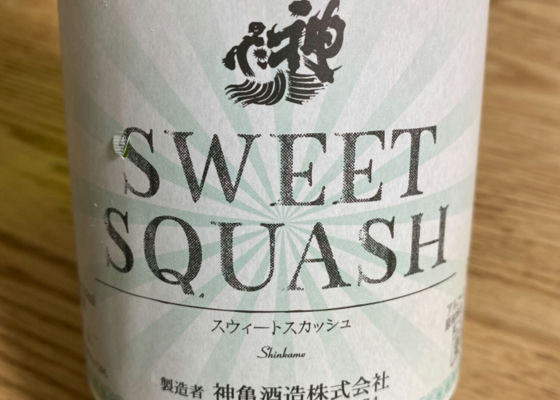 神亀
SWEET
SQUASH
スウィートスカッシュ
Shinkame
製造者 神亀酒造株式会社